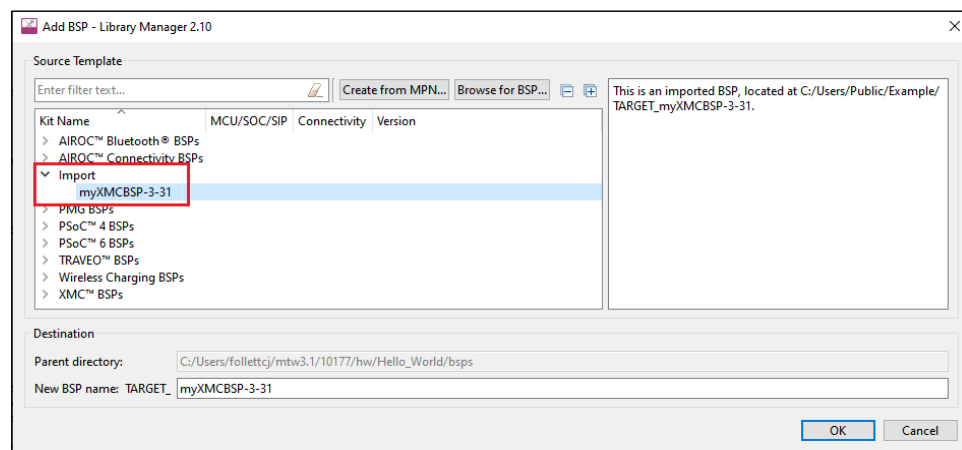 Add BSP - Library Manager 2.10
Source Template
Enter filter text...
Create from MPN...
Browse for BSP...
Kit Name MCU/SOC/SIP Connectivity Version
AIROC™ Bluetooth® BSPs
AIROC™ Connectivity BSPs
Import
myXMCBSP-3-31
PMG BSPs
PSoC™ 4 BSPs
PSoC™ 6 BSPs
TRAVEO™ BSPs
Wireless Charging BSPs
XMC™ BSPs
This is an imported BSP, located at C:/Users/Public/Example/
TARGET_myXMCBSP-3-31.
Destination
Parent directory: C:/Users/follettcj/mtw3.1/10177/hw/Hello_World/bsps
New BSP name: TARGET_ myXMCBSP-3-31
OK Cancel